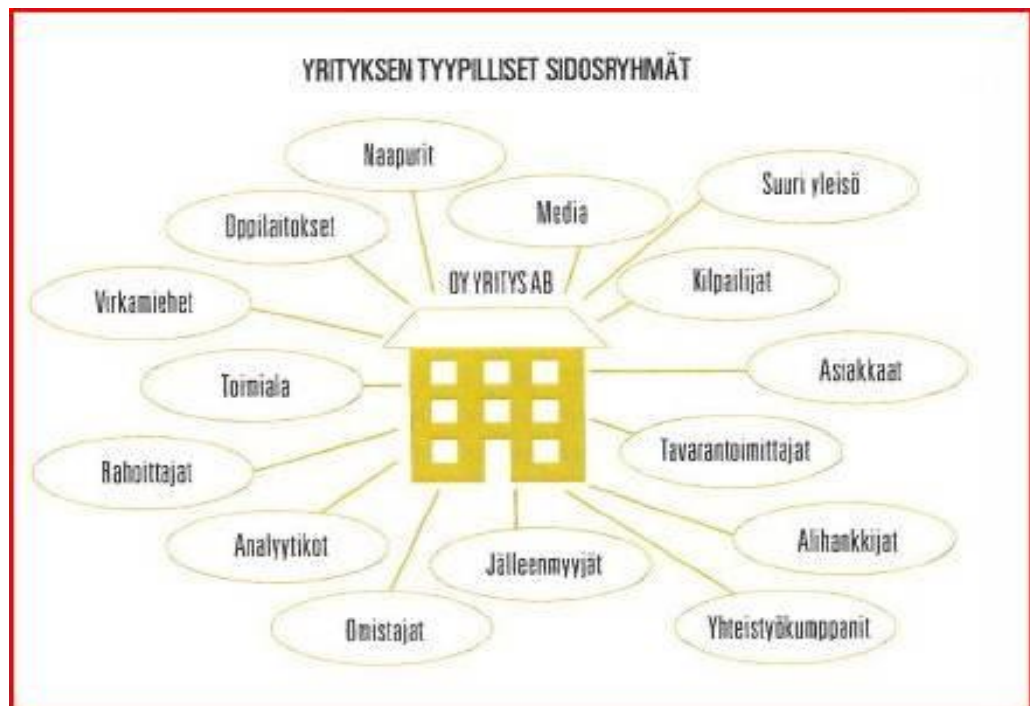 YRITYKSEN TYYPILLISET SIDOSRYHMÄT
Naapurit
Media
Suuri yleisö
Oppilaitokset
OY YRITYS AB
Kilpailijat
Virkamiehet
Toimiala
Asiakkaat
Tavarantoimittajat
Rahoittajat
Analyytikot
Jälleenmyyjät
Alihankkijat
Omistajat
Yhteistyökumppanit